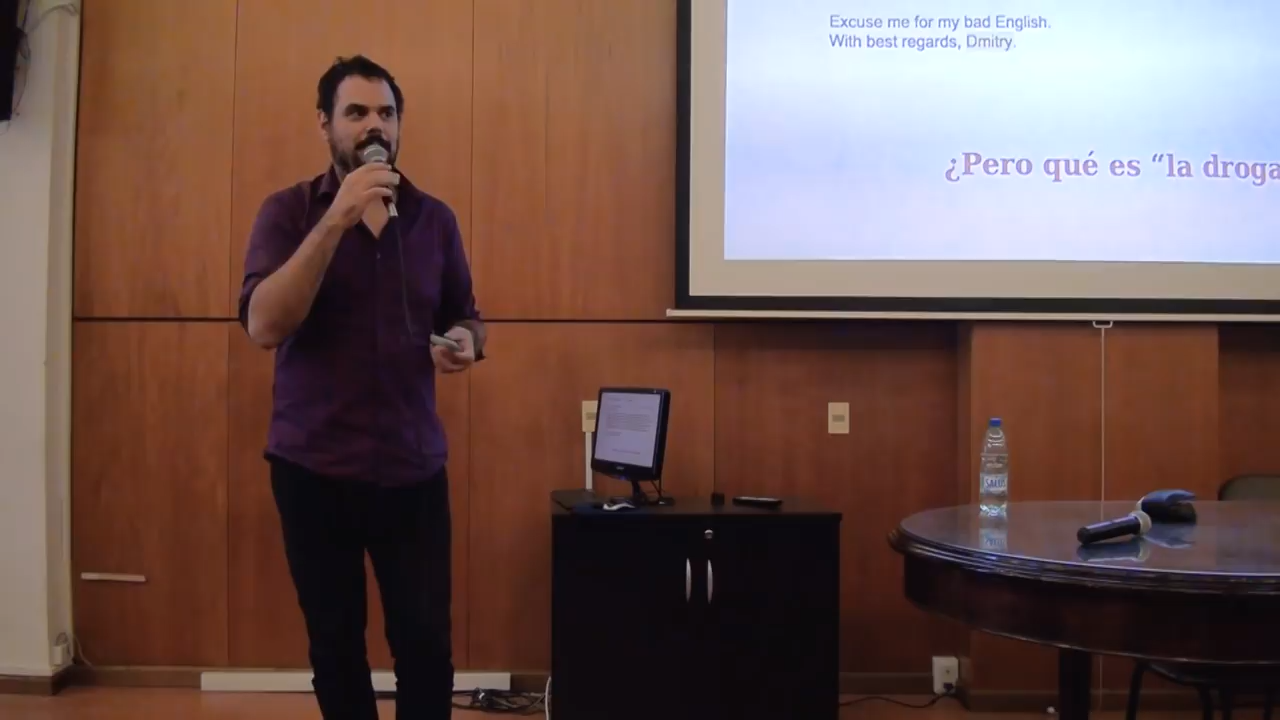 Excuse me for my bad English.
With best regards, Dmitry.
¿Pero qué es “la droga
SALUS